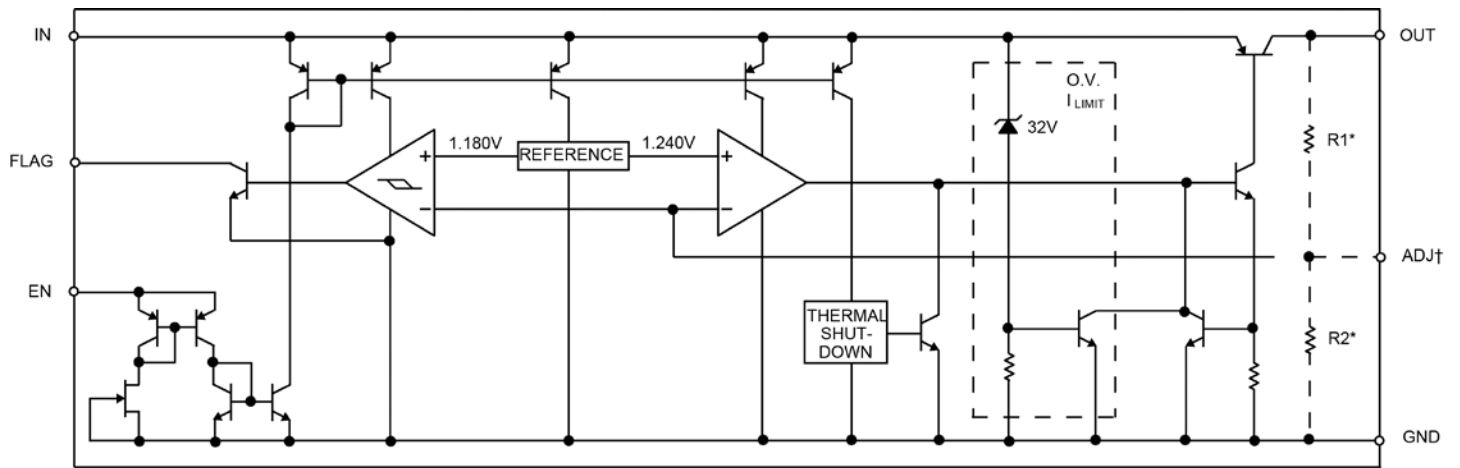 IN
OUT
O.V.
I LIMIT
32V
R1*
1.180V
REFERENCE
1.240V
FLAG
+
+
−
−
ADJ†
EN
THERMAL
SHUT-
DOWN
R2*
GND